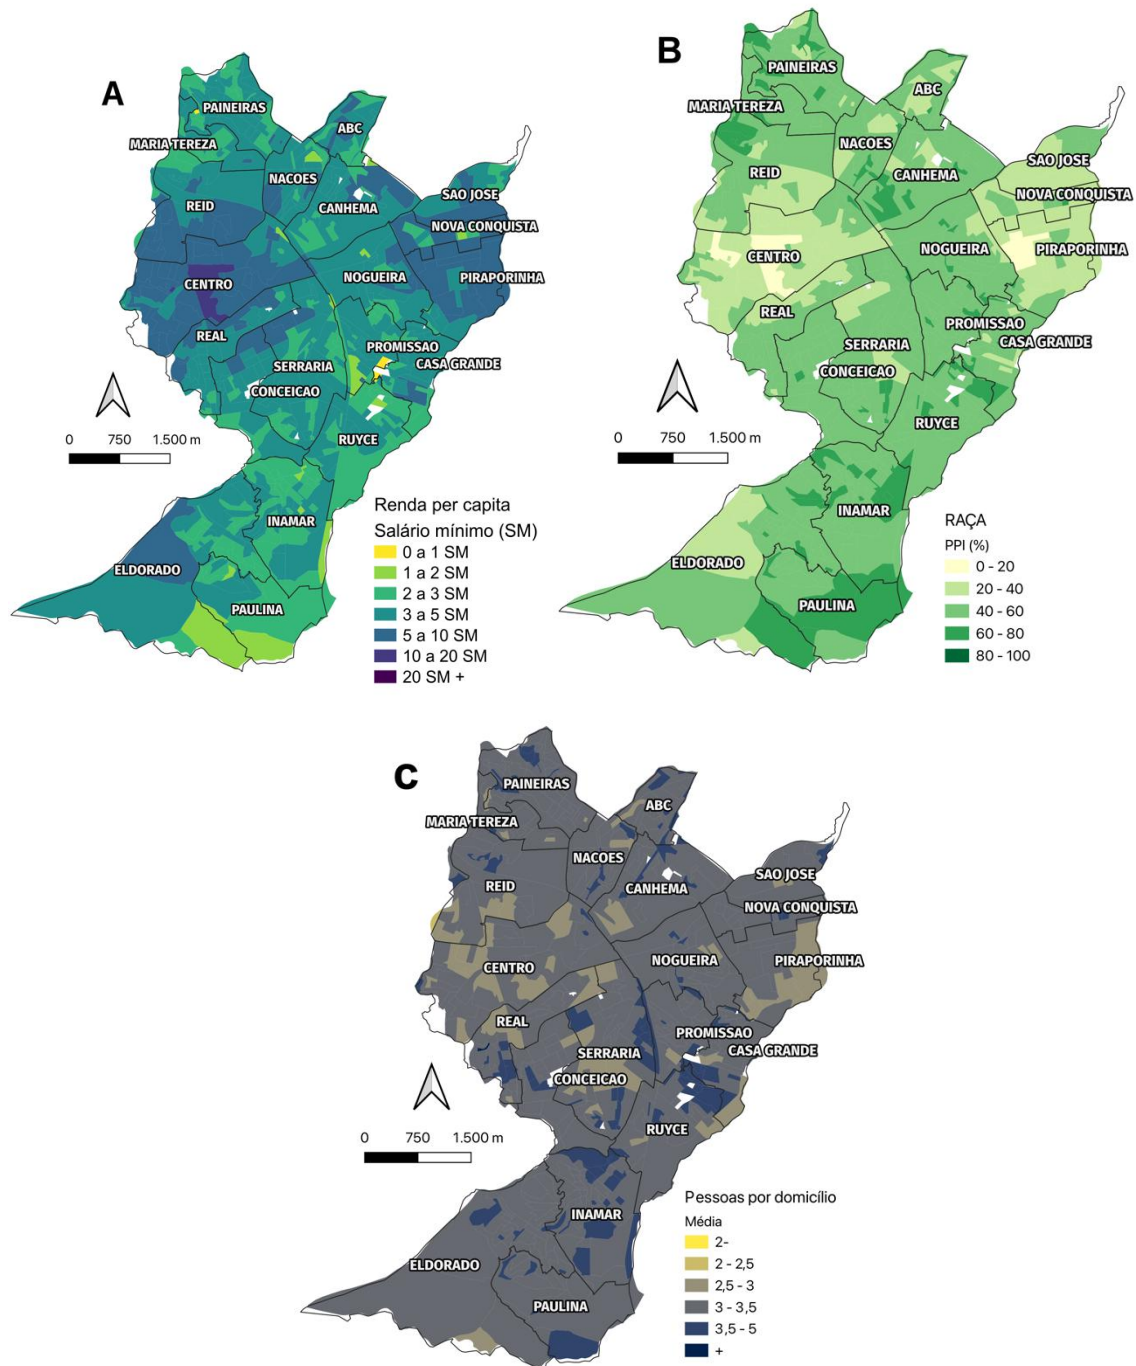 A
PAINEIRAS
ABC
MARIA TEREZA
NACOES
SAO JOSE
REID
CANHEMA
NOVA CONQUISTA
CENTRO
NOGUEIRA
PIRAPORINHA
REAL
PROMISSAO
SERRARIA
CASA GRANDE
CONCEICAO
RUYCE
INAMAR
ELDORADO
PAULINA
0 750 1.500 m
Renda per capita
Salário mínimo (SM)
0 a 1 SM
1 a 2 SM
2 a 3 SM
3 a 5 SM
5 a 10 SM
10 a 20 SM
20 SM +
B
PAINEIRAS
ABC
MARIA TEREZA
NACOES
SAO JOSE
REID
CANHEMA
NOVA CONQUISTA
CENTRO
NOGUEIRA
PIRAPORINHA
REAL
PROMISSAO
SERRARIA
CASA GRANDE
CONCEICAO
RUYCE
INAMAR
ELDORADO
PAULINA
0 750 1.500 m
RAÇA
PPI (%)
0 - 20
20 - 40
40 - 60
60 - 80
80 - 100
C
PAINEIRAS
ABC
MARIA TEREZA
NACOES
SAO JOSE
REID
CANHEMA
NOVA CONQUISTA
CENTRO
NOGUEIRA
PIRAPORINHA
REAL
PROMISSAO
SERRARIA
CASA GRANDE
CONCEICAO
RUYCE
INAMAR
ELDORADO
PAULINA
0 750 1.500 m
Pessoas por domicílio
Média
2-
2 - 2,5
2,5 - 3
3 - 3,5
3,5 - 5
+